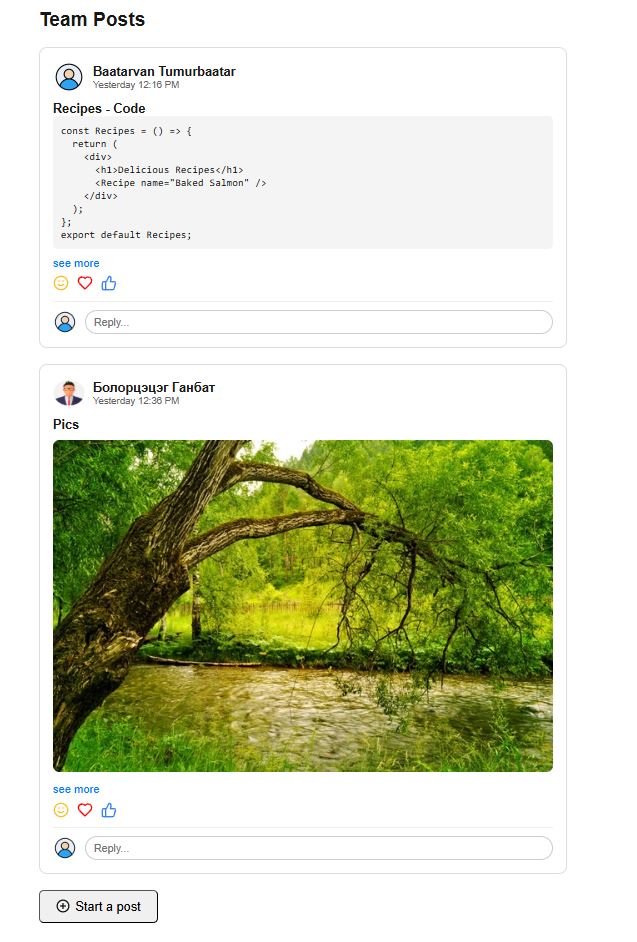 Team Posts
Baatarvan Tumurbaatar
Yesterday 12:16 PM
Recipes - Code
const Recipes = () => {
  return (
    <div>
      <h1>Delicious Recipes</h1>
      <Recipe name="Baked Salmon" />
    </div>
  );
};
export default Recipes;
see more
Reply...
Болорцэцэг Ганбат
Yesterday 12:36 PM
Pics
see more
Reply...
Start a post